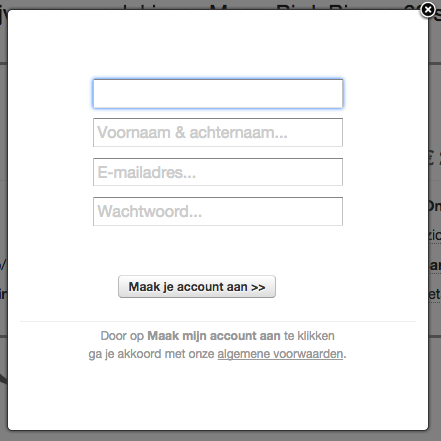 Voornaam & achternaam...
E-mailadres...
Wachtwoord...
Maak je account aan >>
Door op Maak mijn account aan te klikken
ga je akkoord met onze algemene voorwaarden.